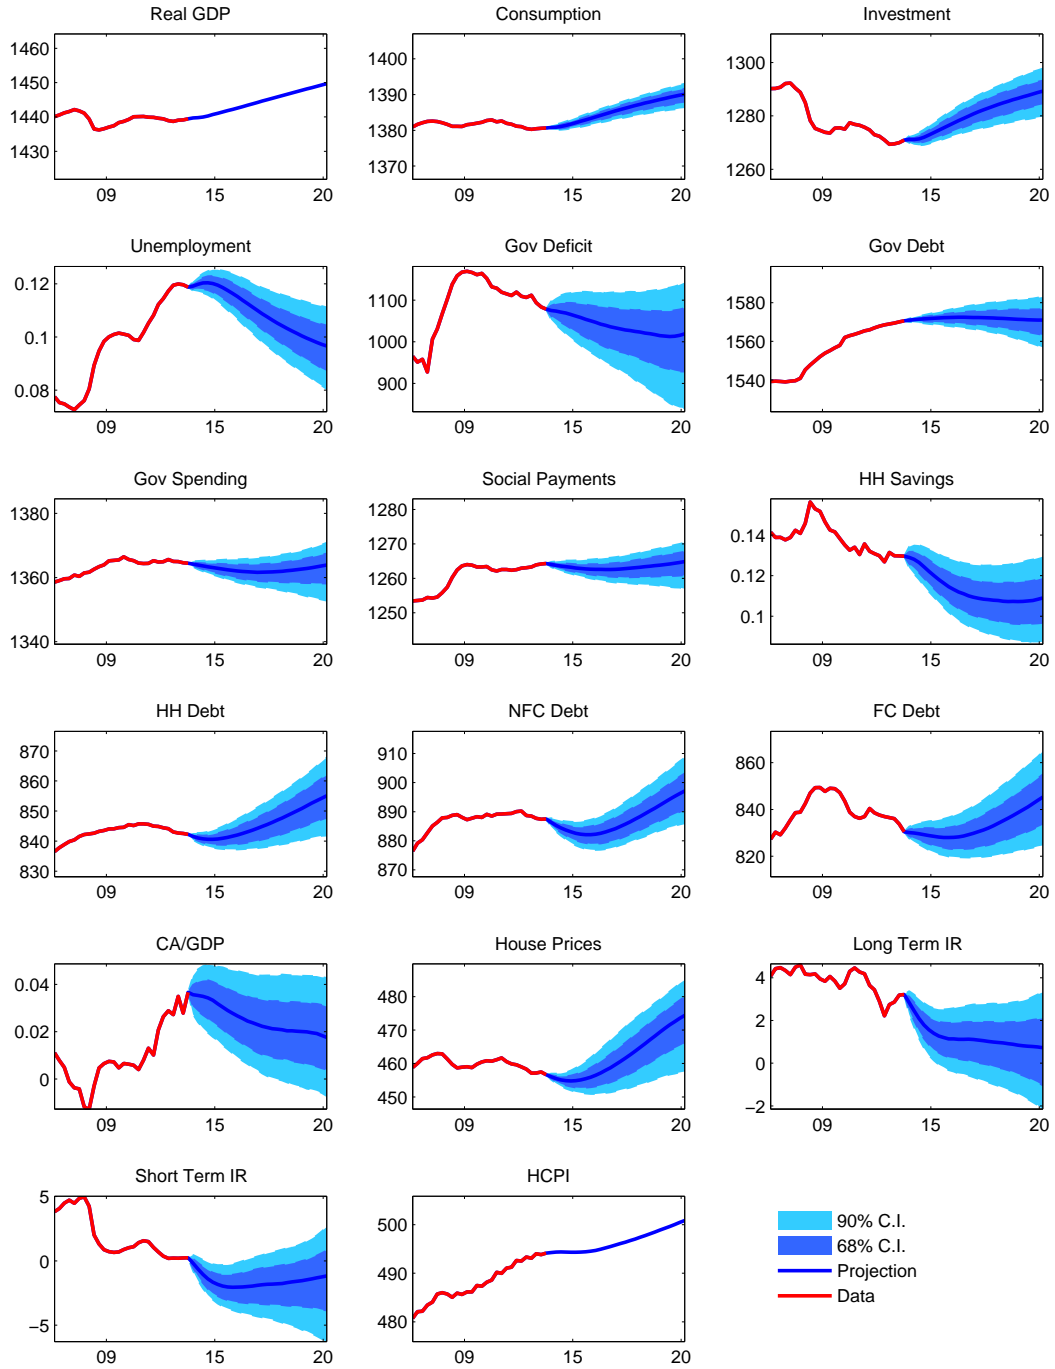 Real GDP Consumption Investment
1460 1400 1300
1450 1390
1440 1380 1280
1430 1370
1260
09 15 20 09 15 20 09 15 20
Unemployment Gov Deficit Gov Debt
0.12 1100 1580
0.1 1000 1560
0.08 900 1540
09 15 20 09 15 20 09 15 20
Gov Spending Social Payments HH Savings
1380 1280 0.14
1270
1360 1260 0.12
1250 0.1
1340
09 15 20 09 15 20 09 15 20
HH Debt NFC Debt FC Debt
870 910 860
860 900
850 890 840
840 880
830 870 820
09 15 20 09 15 20 09 15 20
CA/GDP House Prices Long Term IR
0.04 480 4
0.02 470 2
0 460 0
450 −2
09 15 20 09 15 20 09 15 20
Short Term IR HCPI
5 500
0 490
−5 480
09 15 20 09 15 20
90% C.I.
68% C.I.
Projection
Data